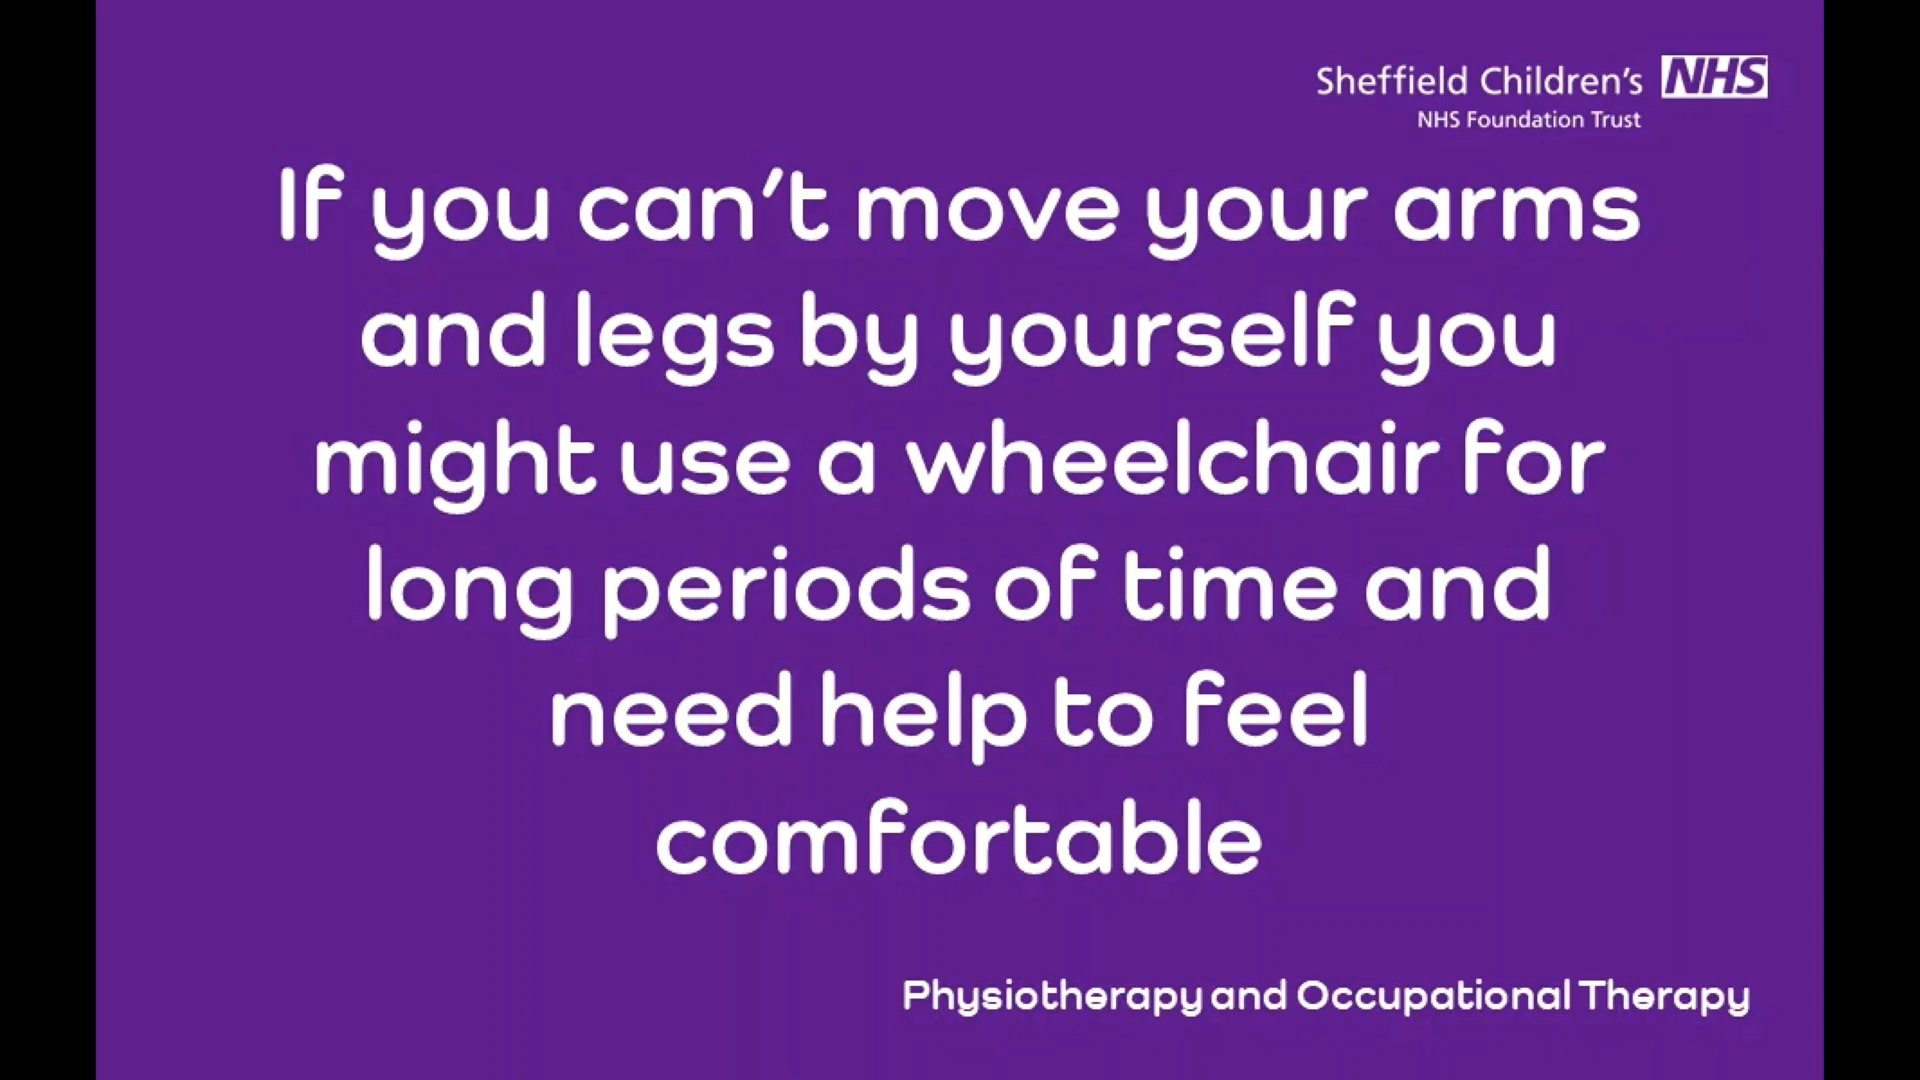 Sheffield Children's NHS
NHS Foundation Trust
If you can't move your arms
and legs by yourself you
might use a wheelchair for
long periods of time and
need help to feel
comfortable
Physiotherapy and Occupational Therapy